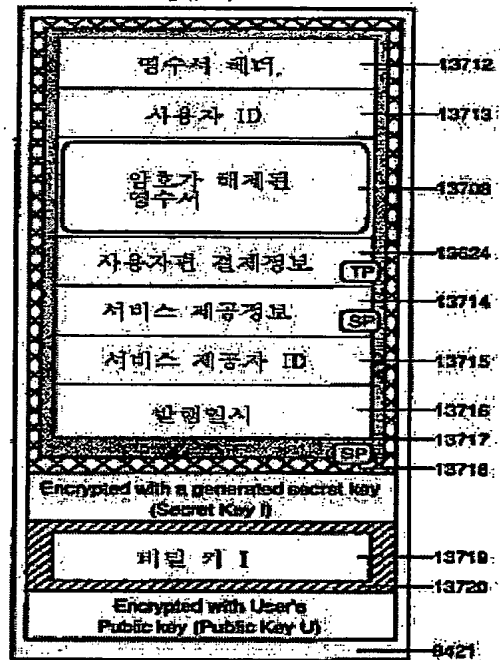 영수서 헤더
13712
사용자 ID
13713
암호가 해제된
영수서
13703
사용자편 결제정보
13624
TP
서비스 제공정보
13714
SP
서비스 제공자 ID
13715
발행일시
13716
13717
SP
13718
Encrypted with a generated secret key
(Secret Key I)
비밀 키 I
13719
13720
Encrypted with User's
Public key (Public Key U)
8421